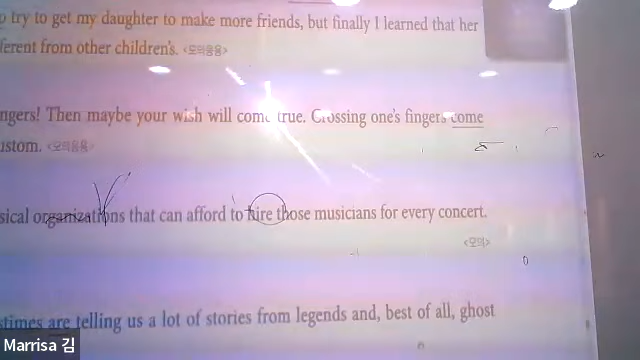 try to get my daughter to make more friends, but finally I learned that her
ferent from other children's. <모의응용>
ngers! Then maybe your wish will come true. Crossing one's fingers come
ustom. <모의응용>
sical organizations that can afford to hire those musicians for every concert.
<모의>
times are telling us a lot of stories from legends and, best of all, ghost
Marrisa 김